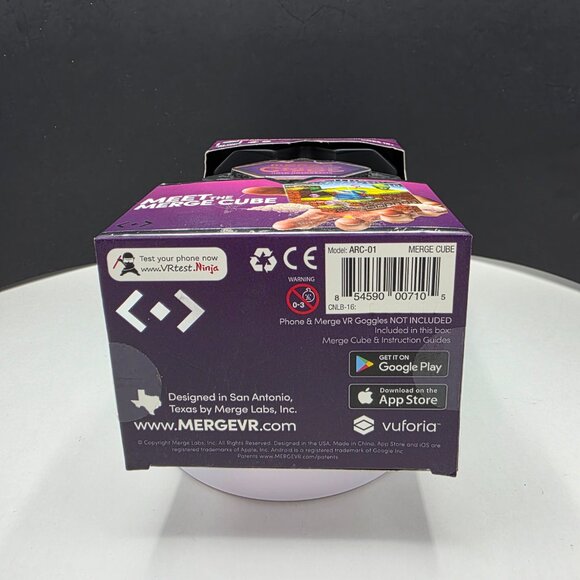 MEET THE
MERGE CUBE
Test your phone now
www.VRtest.Ninja
CE
Model: ARC-01 MERGE CUBE
8 54590 00710 5
CNLB-16:
WARNING
0-3
Phone & Merge VR Goggles NOT INCLUDED
Included in this box:
Merge Cube & Instruction Guides
GET IT ON
Google Play
Download on the
App Store
vuforia™
Designed in San Antonio,
Texas by Merge Labs, Inc.
www.MERGEVR.com
© Copyright Merge Labs, Inc. All Rights Reserved. Designed in the USA. Made in China. App Store and iOS are
registered trademarks of Apple, Inc. Android is a registered trademark of Google Inc
Patents www.MERGEVR.com/patents